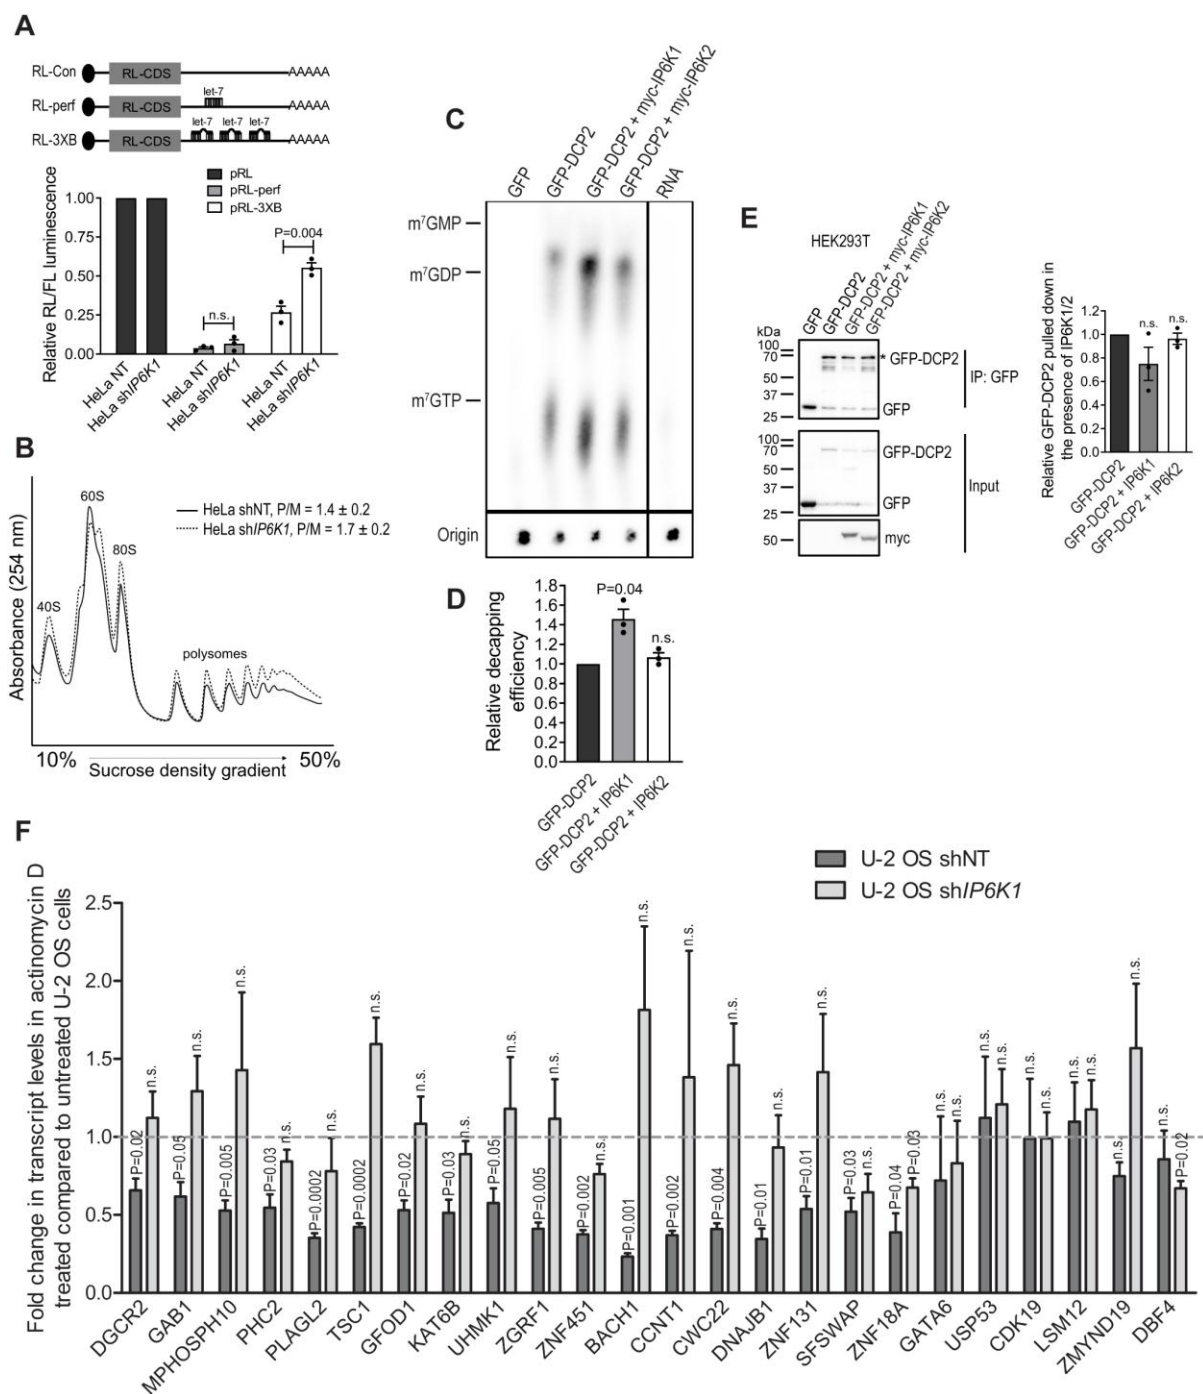 A
RL-Con
RL-CDS
AAAAA
let-7
RL-perf
RL-CDS
AAAAA
let-7 let-7 let-7
RL-3XB
RL-CDS
AAAAA
pRL
pRL-perf
pRL-3XB
Relative RL/FL luminescence
1.00
0.75
0.50
0.25
0.00
P=0.004
n.s.
HeLa NT
HeLa shIP6K1
HeLa NT
HeLa shIP6K1
HeLa NT
HeLa shIP6K1
B
Absorbance (254 nm)
60S
HeLa shNT, P/M = 1.4 ± 0.2
HeLa shIP6K1, P/M = 1.7 ± 0.2
80S
40S
polysomes
10%
Sucrose density gradient
50%
C
GFP
GFP-DCP2
GFP-DCP2 + myc-IP6K1
GFP-DCP2 + myc-IP6K2
RNA
m⁷GMP
m⁷GDP
m⁷GTP
Origin
D
Relative decapping
efficiency
1.8
1.6
1.4
1.2
1.0
0.8
0.6
0.4
0.2
0.0
P=0.04
n.s.
GFP-DCP2
GFP-DCP2 + IP6K1
GFP-DCP2 + IP6K2
E
HEK293T
GFP
GFP-DCP2
GFP-DCP2 + myc-IP6K1
GFP-DCP2 + myc-IP6K2
kDa
100
70
50
37
25
* GFP-DCP2
GFP
IP: GFP
100
70
50
37
25
GFP-DCP2
GFP
Input
50
myc
Relative GFP-DCP2 pulled down in
the presence of IP6K1/2
1.2
1.0
0.8
0.6
0.4
0.2
0.0
n.s.
n.s.
GFP-DCP2
GFP-DCP2 + IP6K1
GFP-DCP2 + IP6K2
F
U-2 OS shNT
U-2 OS shIP6K1
Fold change in transcript levels in actinomycin D
treated compared to untreated U-2 OS cells
2.5
2.0
1.5
1.0
0.5
0.0
P=0.02
n.s.
P=0.05
n.s.
P=0.005
n.s.
P=0.03
n.s.
P=0.0002
n.s.
P=0.0002
n.s.
P=0.02
n.s.
P=0.03
n.s.
P=0.05
n.s.
P=0.005
n.s.
P=0.002
n.s.
P=0.001
n.s.
P=0.002
n.s.
P=0.004
n.s.
P=0.01
n.s.
P=0.01
n.s.
P=0.03
n.s.
P=0.04
P=0.03
n.s.
n.s.
n.s.
n.s.
n.s.
n.s.
n.s.
n.s.
n.s.
n.s.
n.s.
P=0.02
DGCR2
GAB1
MPHOSPH10
PHC2
PLAGL2
TSC1
GFOD1
KAT6B
UHMK1
ZGRF1
ZNF451
BACH1
CCNT1
CWC22
DNAJB1
ZNF131
SFSWAP
ZNF18A
GATA6
USP53
CDK19
LSM12
ZMYND19
DBF4